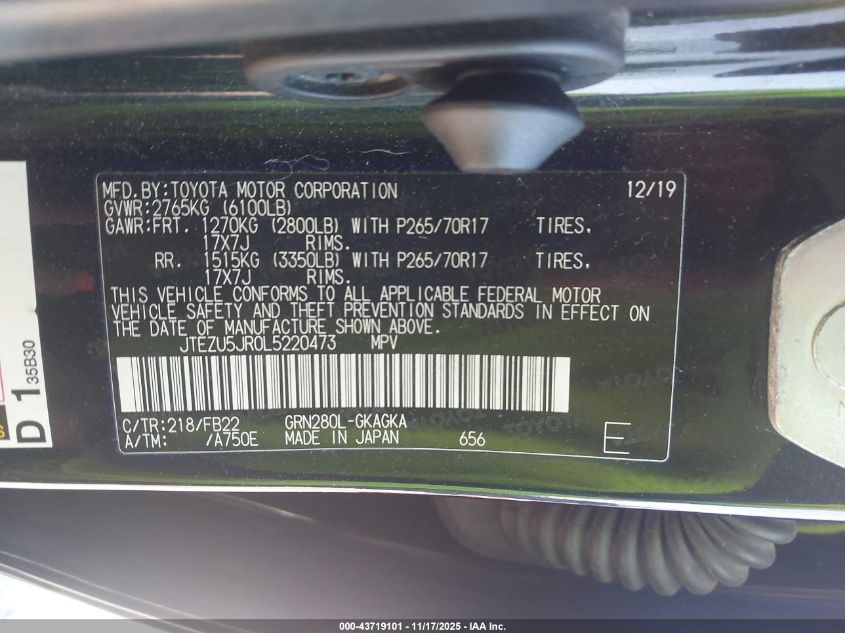 MFD.BY:TOYOTA MOTOR CORPORATION 12/19
GVWR:2765KG (6100LB)
GAWR:FRT. 1270KG (2800LB) WITH P265/70R17 TIRES,
17X7J RIMS.
RR. 1515KG (3350LB) WITH P265/70R17 TIRES,
17X7J RIMS.
THIS VEHICLE CONFORMS TO ALL APPLICABLE FEDERAL MOTOR
VEHICLE SAFETY AND THEFT PREVENTION STANDARDS IN EFFECT ON
THE DATE OF MANUFACTURE SHOWN ABOVE.
JTEZU5JR0L5220473 MPV
C/TR:218/FB22 GRN280L-GKAGKA
A/TM: /A750E MADE IN JAPAN 656 E
D 1 35B30
000-43719101 - 11/17/2025 - IAA Inc.